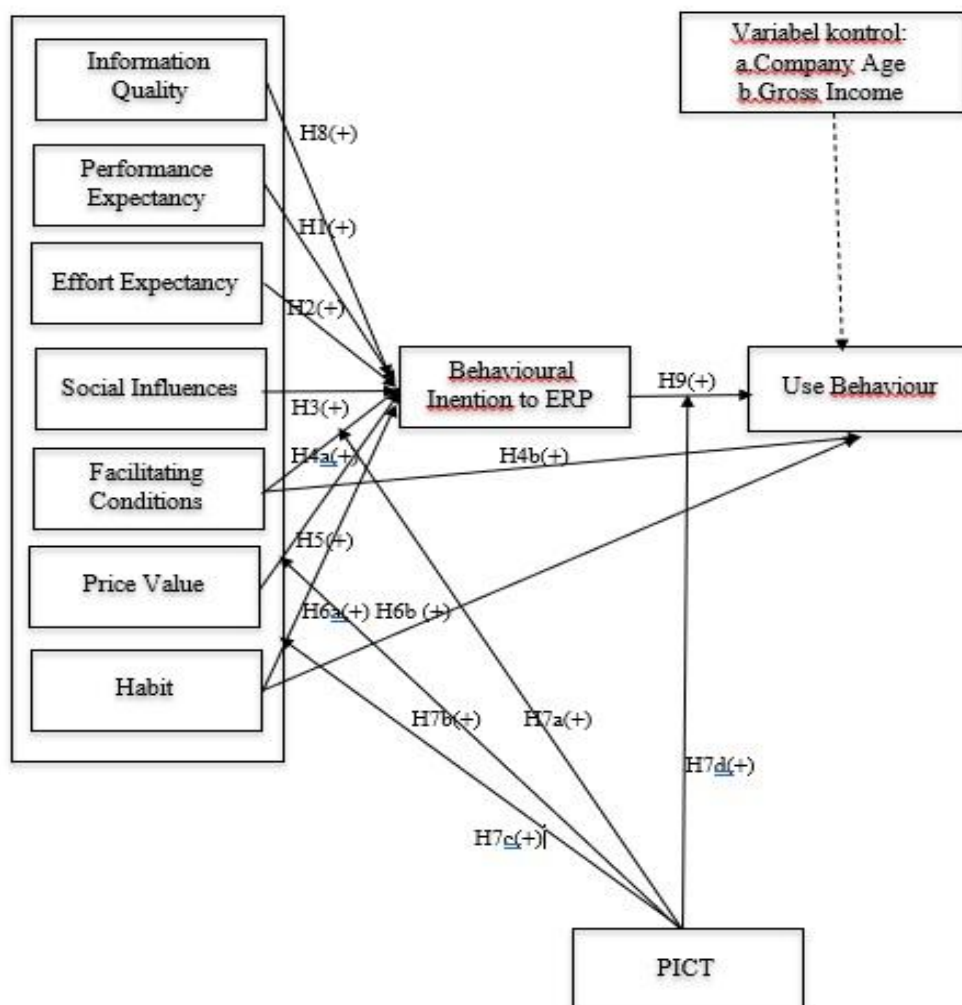 Information
Quality
Performance
Expectancy
Effort Expectancy
Social Influences
Facilitating
Conditions
Price Value
Habit
H8(+)
H1(+)
H2(+)
H3(+)
H4a(+)
H5(+)
H6a(+) H6b (+)
Behavioural
Inention to ERP
H9(+)
H4b(+)
Variabel kontrol:
a.Company Age
b.Gross Income
Use Behaviour
H7b(+)
H7a(+)
H7d(+)
H7c(+)
PICT